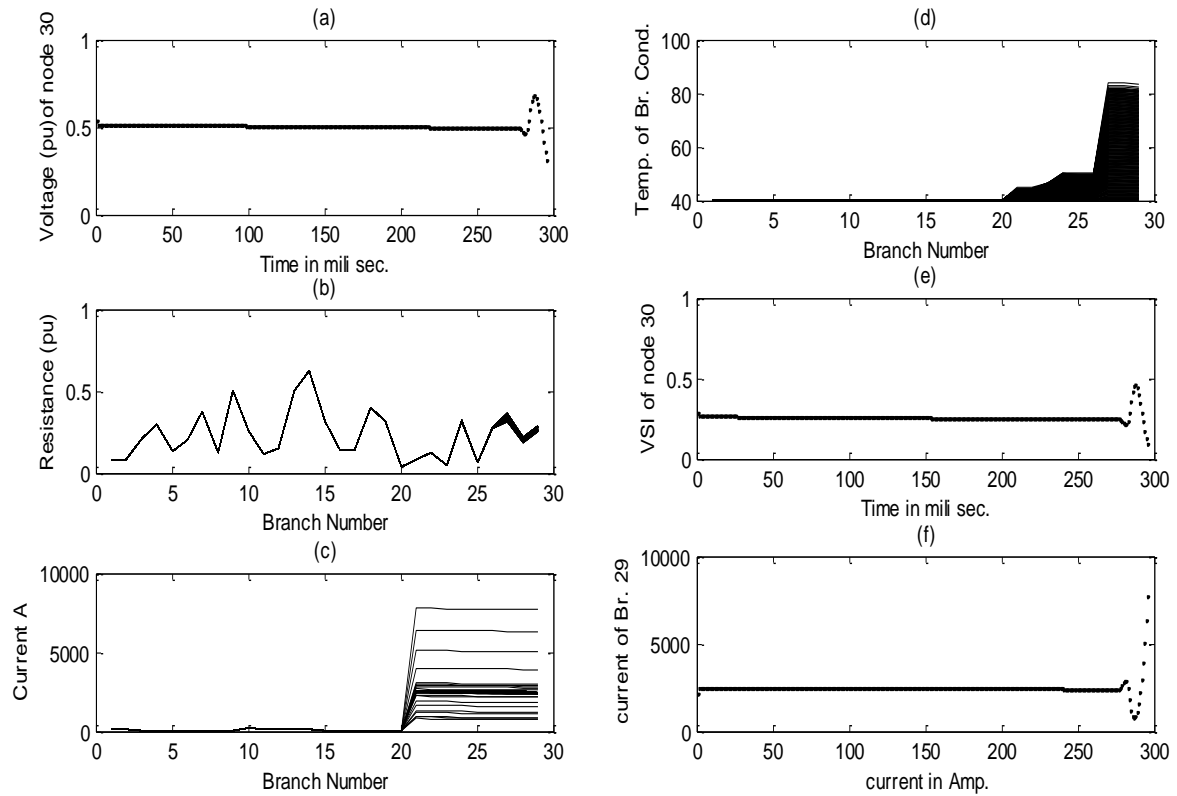 (a)
1
0.5
0
Voltage (pu) of node 30
0 50 100 150 200 250 300
Time in mili sec.
(b)
1
0.5
0
Resistance (pu)
0 5 10 15 20 25 30
Branch Number
(c)
10000
5000
0
Current A
0 5 10 15 20 25 30
Branch Number
(d)
100
80
60
40
Temp. of Br. Cond.
0 5 10 15 20 25 30
Branch Number
(e)
1
0.5
0
VSI of node 30
0 50 100 150 200 250 300
Time in mili sec.
(f)
10000
5000
0
current of Br. 29
0 50 100 150 200 250 300
current in Amp.